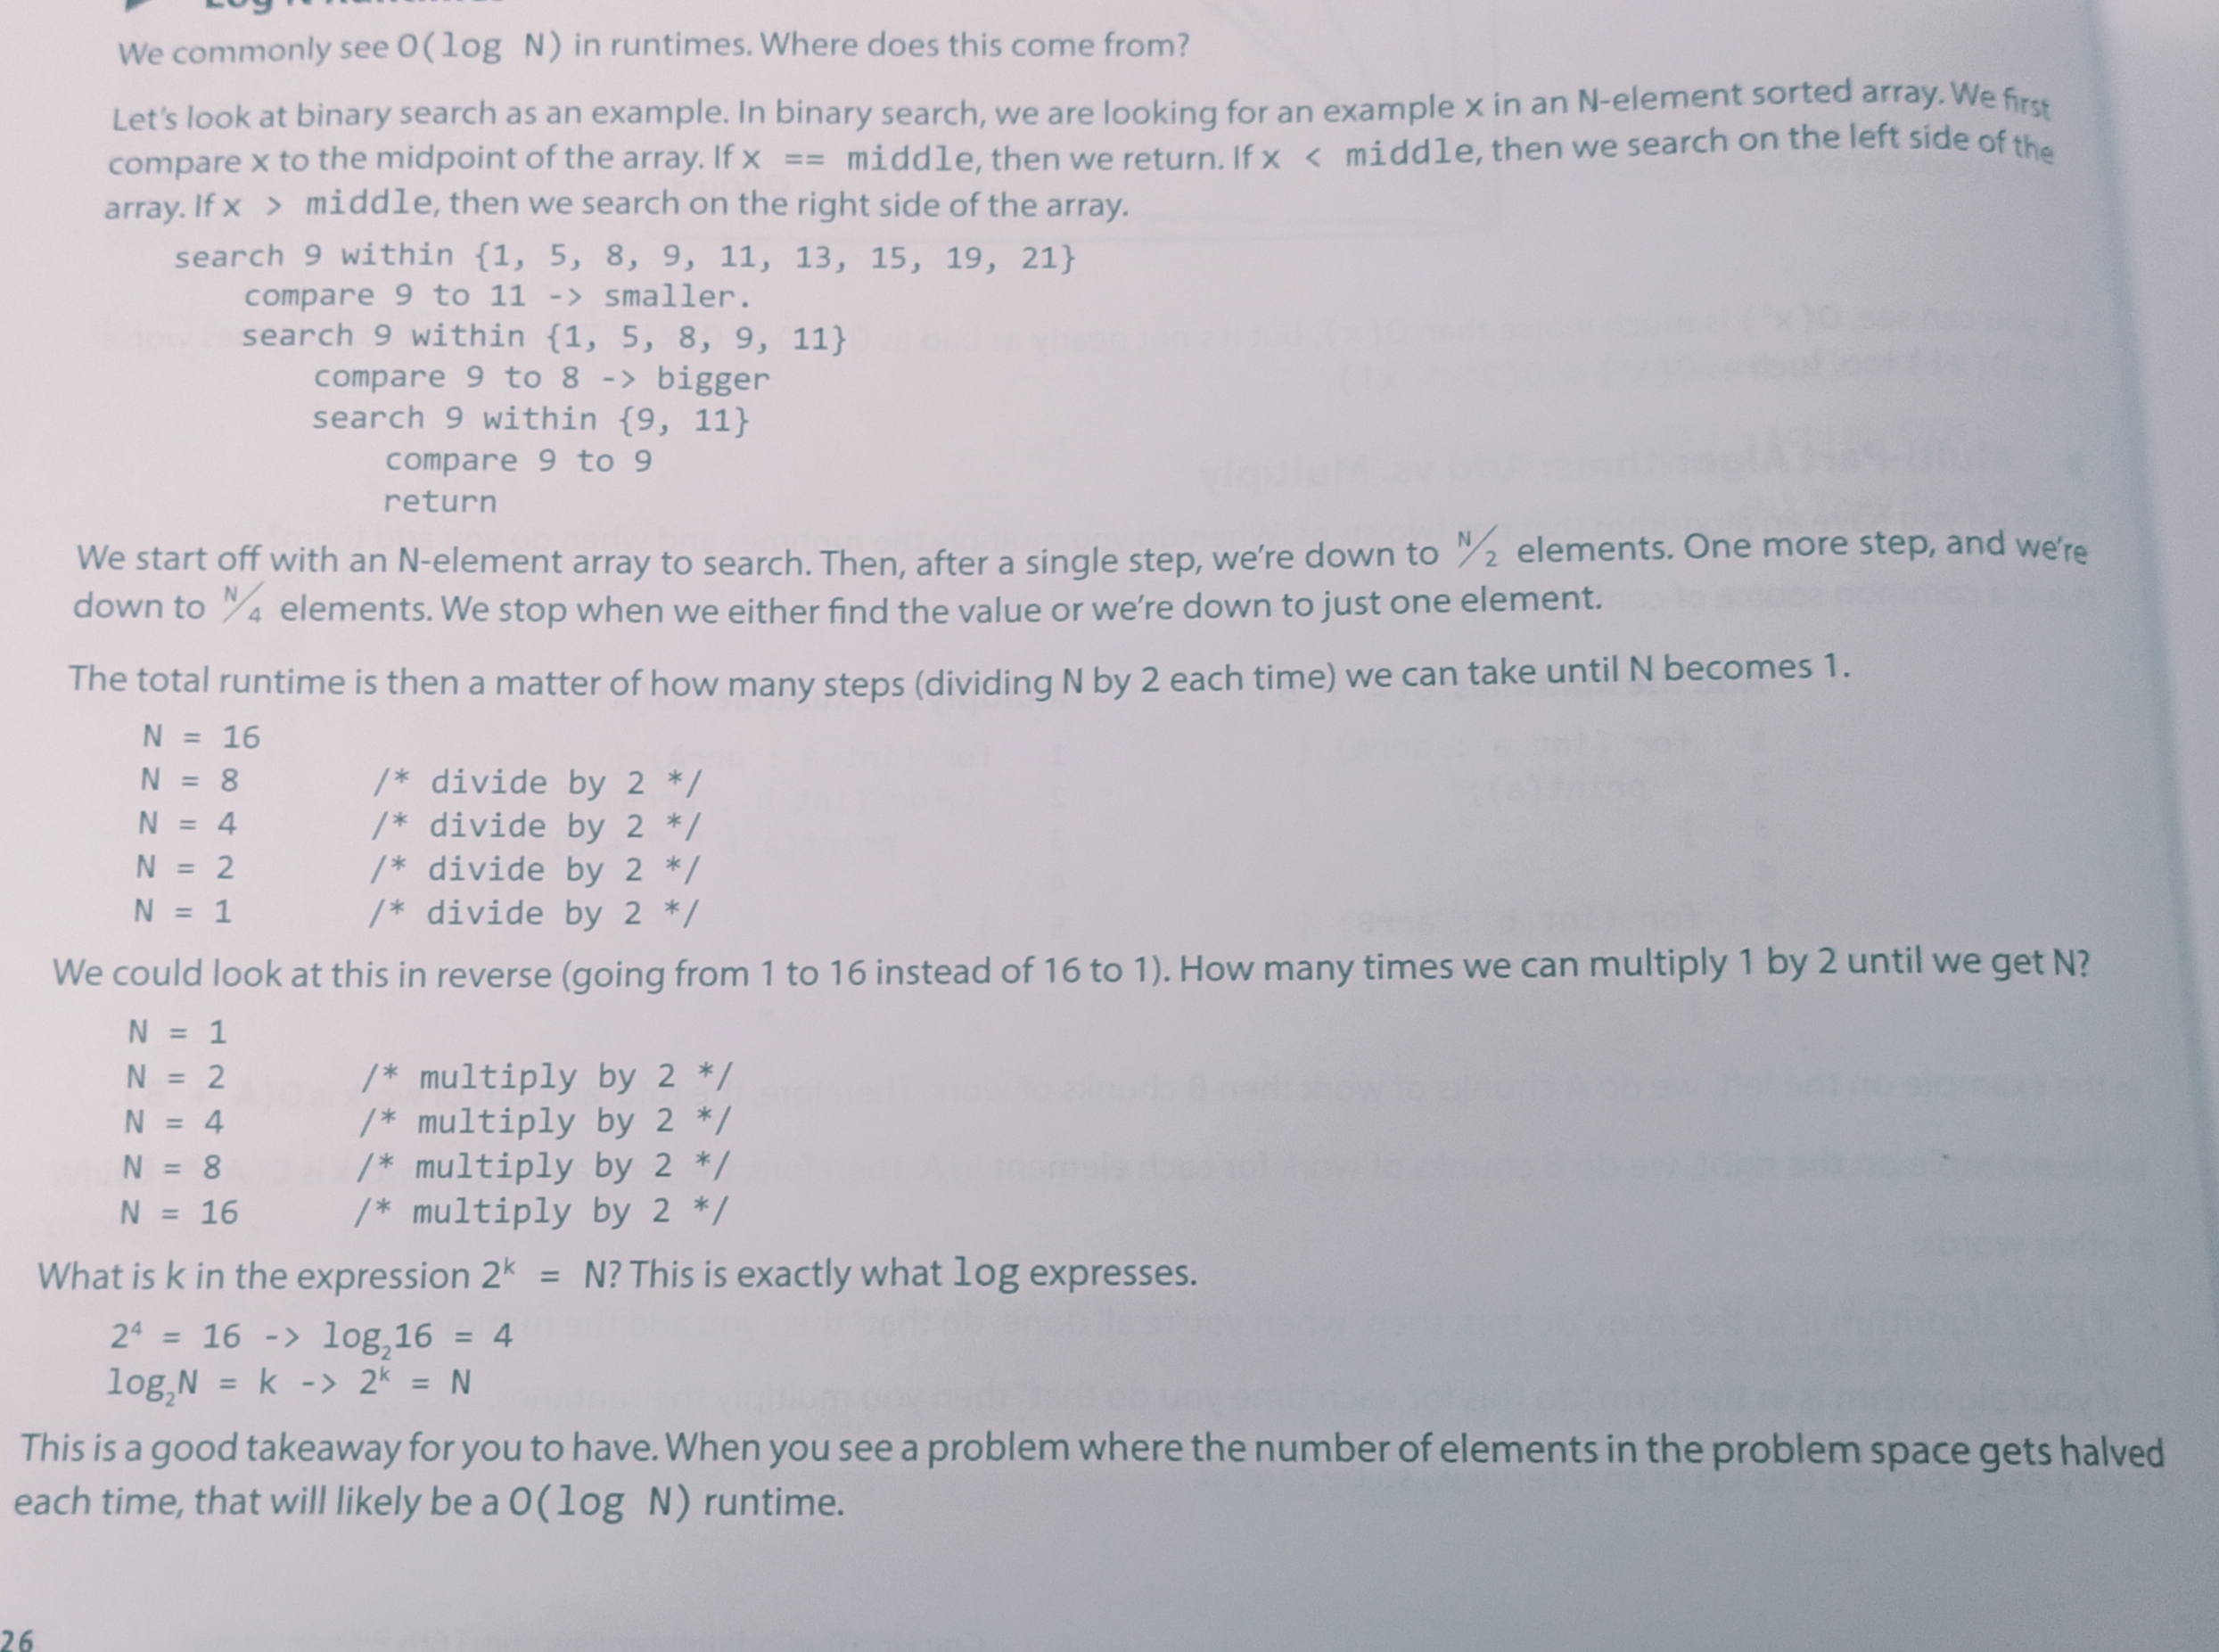 Log N Runtimes
We commonly see O(log N) in runtimes. Where does this come from?
Let's look at binary search as an example. In binary search, we are looking for an example x in an N-element sorted array. We first
compare x to the midpoint of the array. If x == middle, then we return. If x < middle, then we search on the left side of the
array. If x > middle, then we search on the right side of the array.
search 9 within {1, 5, 8, 9, 11, 13, 15, 19, 21}
compare 9 to 11 -> smaller.
search 9 within {1, 5, 8, 9, 11}
compare 9 to 8 -> bigger
search 9 within {9, 11}
compare 9 to 9
return
We start off with an N-element array to search. Then, after a single step, we're down to N/2 elements. One more step, and we're
down to N/4 elements. We stop when we either find the value or we're down to just one element.
The total runtime is then a matter of how many steps (dividing N by 2 each time) we can take until N becomes 1.
N = 16
N = 8 /* divide by 2 */
N = 4 /* divide by 2 */
N = 2 /* divide by 2 */
N = 1 /* divide by 2 */
We could look at this in reverse (going from 1 to 16 instead of 16 to 1). How many times we can multiply 1 by 2 until we get N?
N = 1
N = 2 /* multiply by 2 */
N = 4 /* multiply by 2 */
N = 8 /* multiply by 2 */
N = 16 /* multiply by 2 */
What is k in the expression 2ᵏ = N? This is exactly what log expresses.
2⁴ = 16 -> log₂16 = 4
log₂N = k -> 2ᵏ = N
This is a good takeaway for you to have. When you see a problem where the number of elements in the problem space gets halved
each time, that will likely be a O(log N) runtime.
26